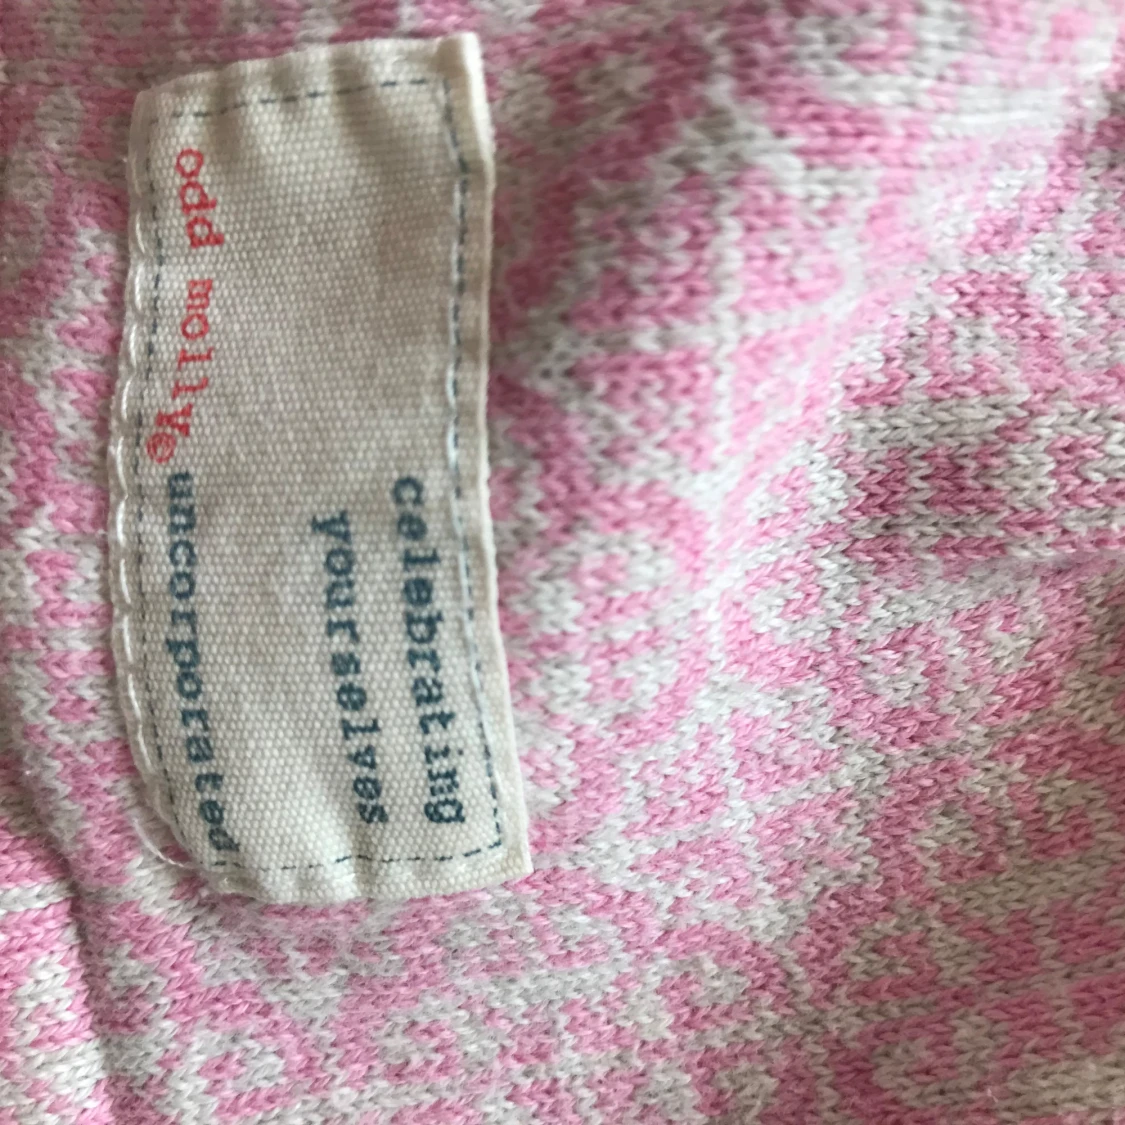 celebrating
yourselves
odd molly® uncorporated